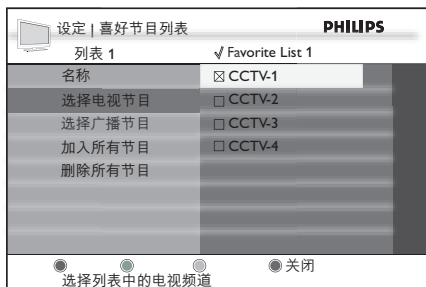 设定 | 喜好节目列表 PHILIPS
列表 1 √ Favorite List 1
名称 ☒ CCTV-1
选择电视节目 □ CCTV-2
选择广播节目 □ CCTV-3
加入所有节目 □ CCTV-4
删除所有节目
关闭
选择列表中的电视频道